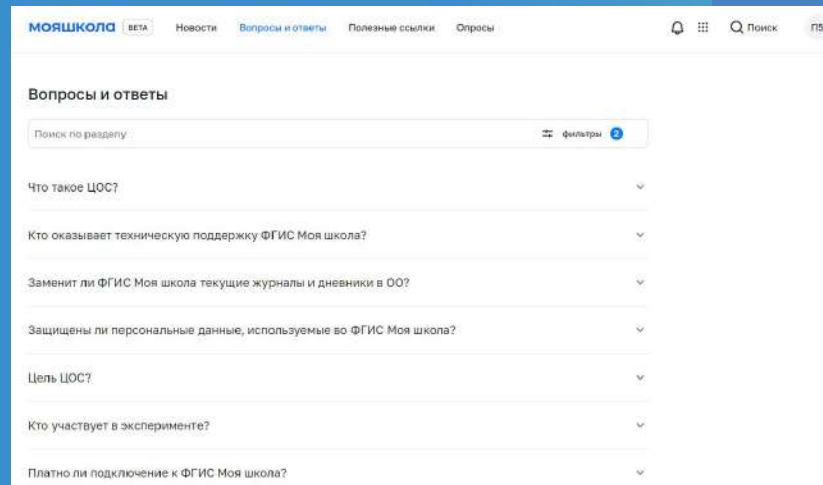 МОЯШКОЛА BETA Новости Вопросы и ответы Полезные ссылки Опросы Поиск
Вопросы и ответы
Поиск по разделу фильтры 2
Что такое ЦОС?
Кто оказывает техническую поддержку ФГИС Моя школа?
Заменит ли ФГИС Моя школа текущие журналы и дневники в ОО?
Защищены ли персональные данные, используемые во ФГИС Моя школа?
Цель ЦОС?
Кто участвует в эксперименте?
Платно ли подключение к ФГИС Моя школа?